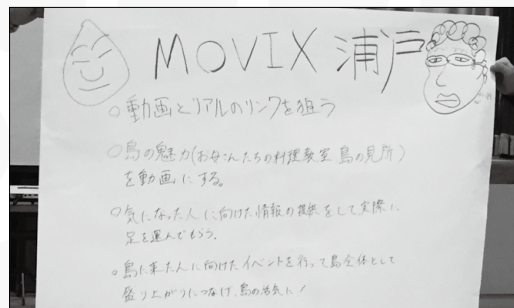 MOVIX 浦戸
○動画とリアルのリンクを狙う
○島の魅力(お母さんたちの料理教室 島の見所)
を動画にする。
○気になった人に向けた情報の提供をして実際に
足を運んでもらう。
○島に来た人に向けたイベントを行って島全体として
盛り上がりにつなげ、島の活気に!